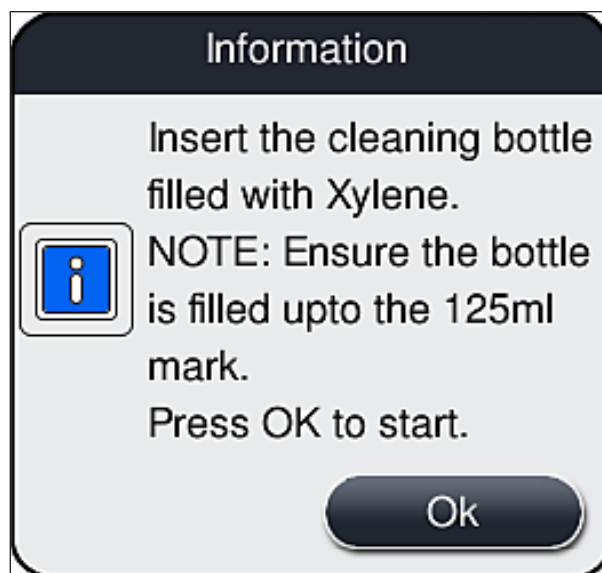 Information
Insert the cleaning bottle
filled with Xylene.
NOTE: Ensure the bottle
is filled upto the 125ml
mark.
Press OK to start.
Ok